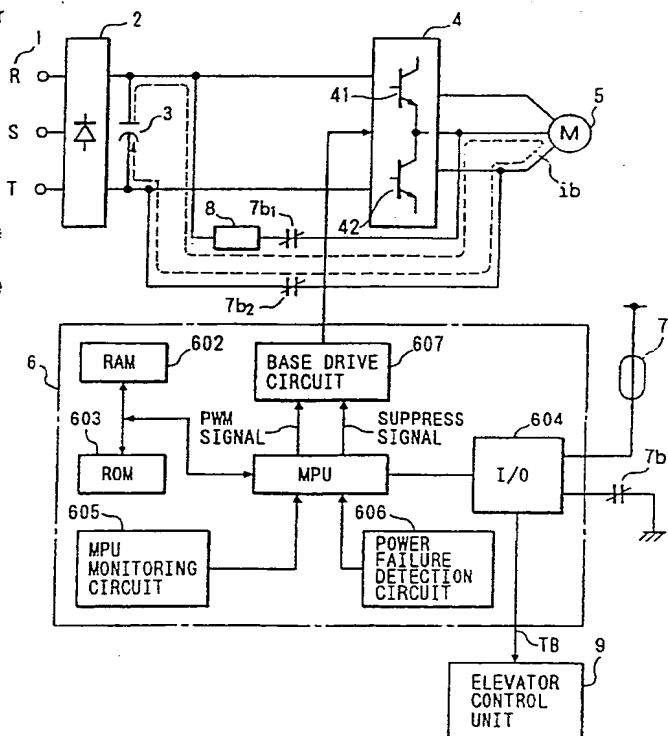 r
1
2
4
R
41
5
3
M
S
8
7b1
ib
T
42
7b2
7
6
RAM
602
BASE DRIVE
CIRCUIT
607
603
PWM
SIGNAL
SUPPRESS
SIGNAL
604
7b
ROM
MPU
I/O
605
606
MPU
MONITORING
CIRCUIT
POWER
FAILURE
DETECTION
CIRCUIT
TB
9
ELEVATOR
CONTROL
UNIT